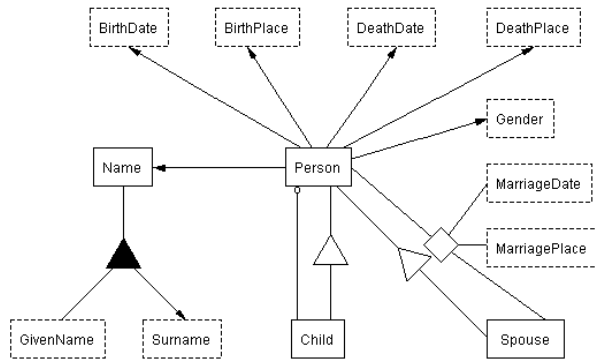 BirthDate
BirthPlace
DeathDate
DeathPlace
Gender
Name
Person
MarriageDate
MarriagePlace
GivenName
Surname
Child
Spouse